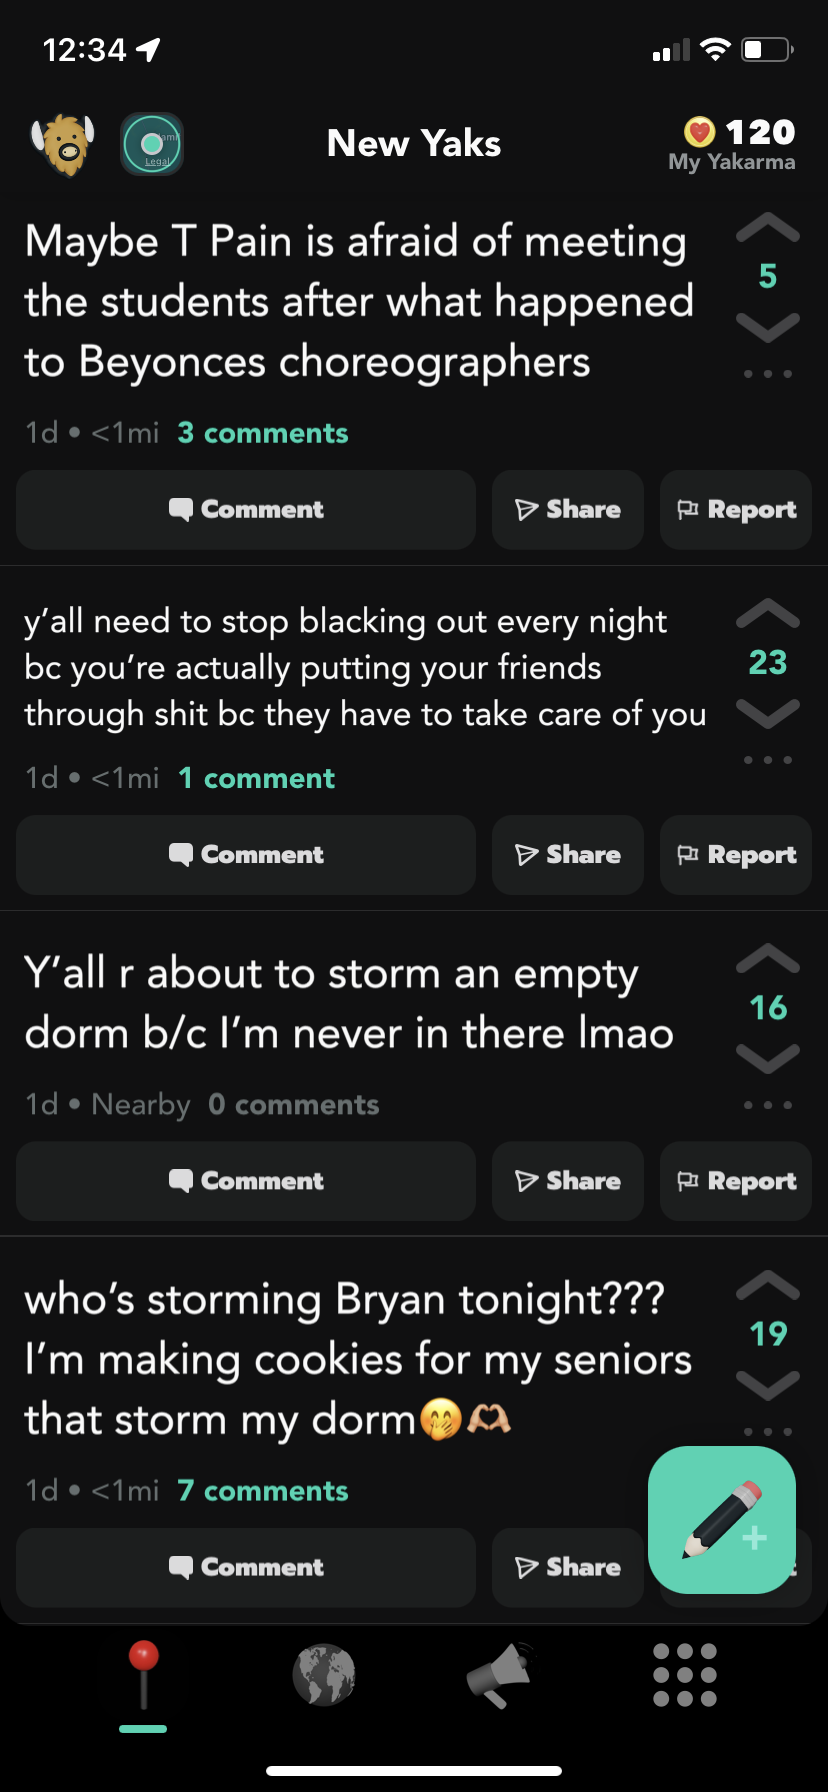 12:34
Legal
New Yaks
120
My Yakarma
Maybe T Pain is afraid of meeting
the students after what happened
to Beyonces choreographers
5
1d • <1mi 3 comments
Comment Share Report
y’all need to stop blacking out every night
bc you’re actually putting your friends
through shit bc they have to take care of you
23
1d • <1mi 1 comment
Comment Share Report
Y’all r about to storm an empty
dorm b/c I’m never in there lmao
16
1d • Nearby 0 comments
Comment Share Report
who’s storming Bryan tonight???
I’m making cookies for my seniors
that storm my dorm🤭🫶🏼
19
1d • <1mi 7 comments
Comment Share